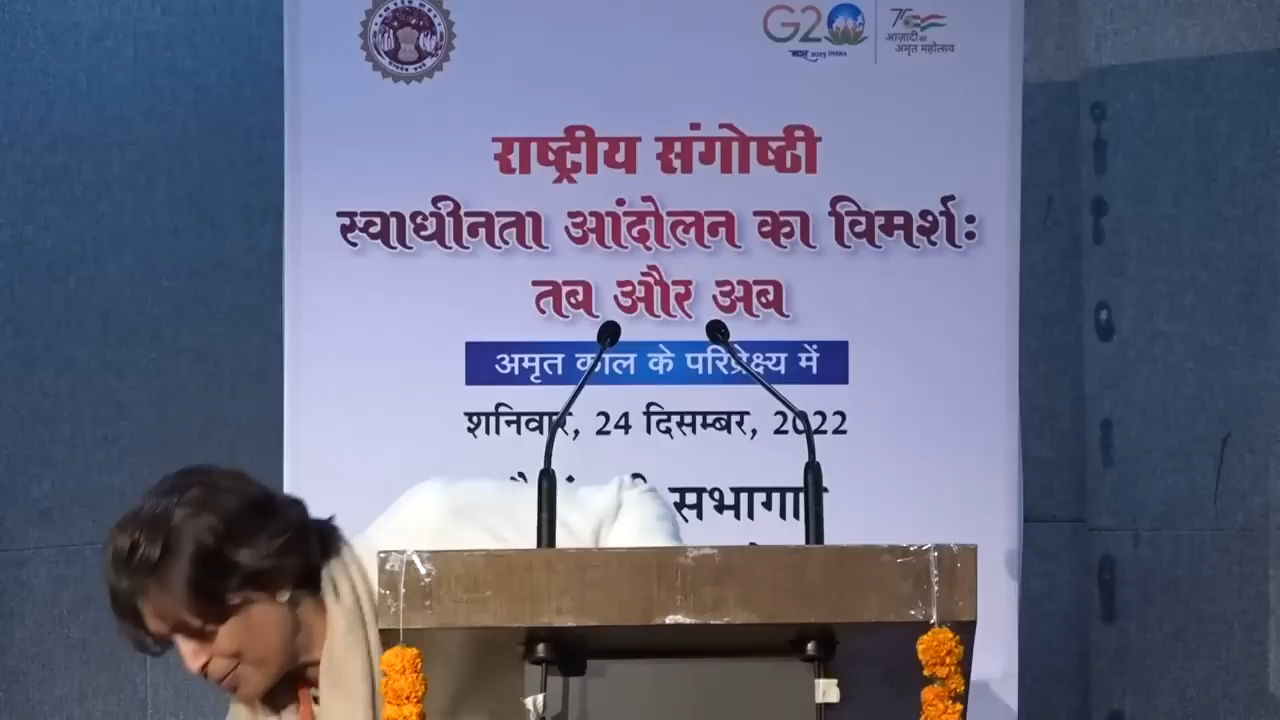 G20
75
आज़ादी का
अमृत महोत्सव
राष्ट्रीय संगोष्ठी
स्वाधीनता आंदोलन का विमर्शः
तब और अब
अमृत काल के परिप्रेक्ष्य में
शनिवार, 24 दिसम्बर, 2022
सभागार